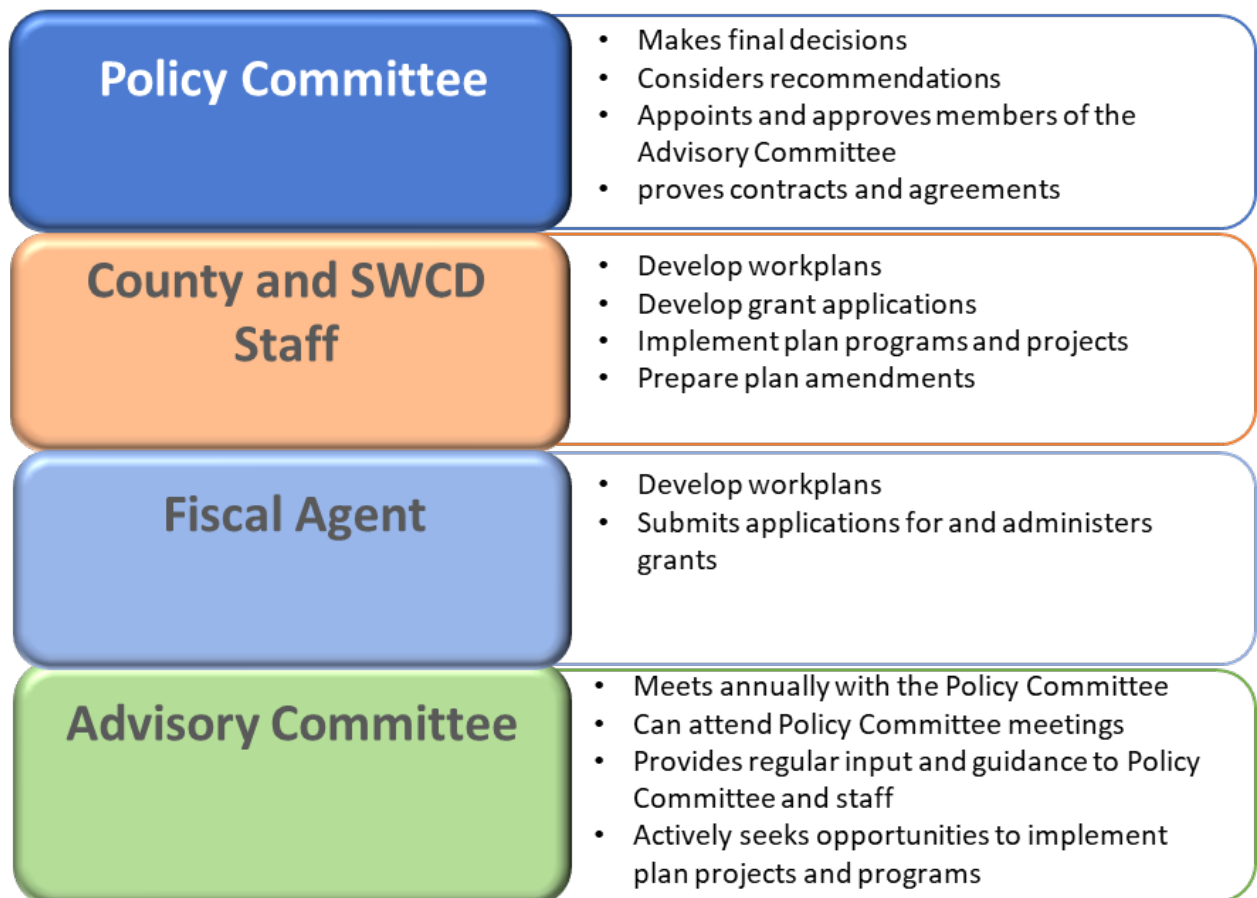 Policy Committee
• Makes final decisions
• Considers recommendations
• Appoints and approves members of the
Advisory Committee
• proves contracts and agreements
County and SWCD
Staff
• Develop workplans
• Develop grant applications
• Implement plan programs and projects
• Prepare plan amendments
Fiscal Agent
• Develop workplans
• Submits applications for and administers
grants
Advisory Committee
• Meets annually with the Policy Committee
• Can attend Policy Committee meetings
• Provides regular input and guidance to Policy
Committee and staff
• Actively seeks opportunities to implement
plan projects and programs